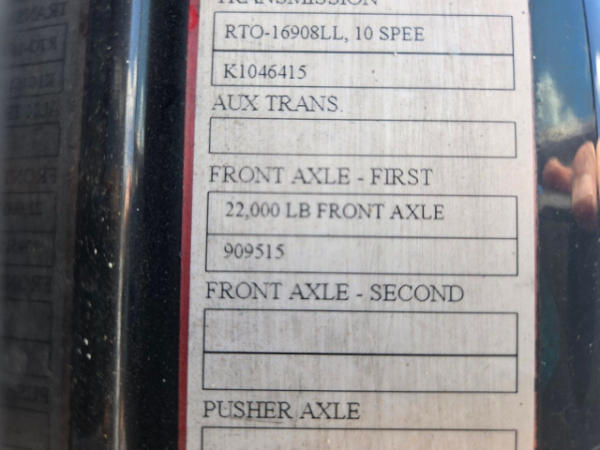 TRANSMISSION
RTO-16908LL, 10 SPEE
K1046415
AUX TRANS.
FRONT AXLE - FIRST
22,000 LB FRONT AXLE
909515
FRONT AXLE - SECOND
PUSHER AXLE